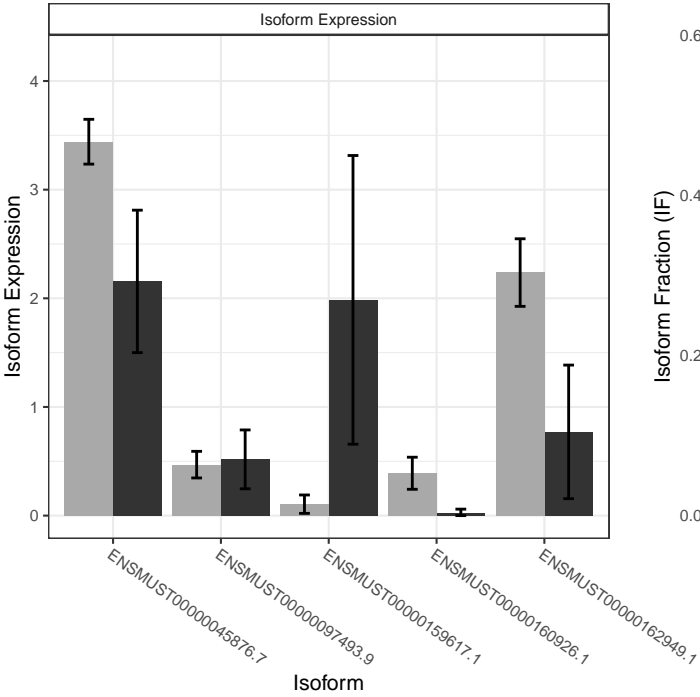 Isoform Expression
Isoform Expression
4
3
2
1
0
ENSMUST00000045876.7
ENSMUST00000097493.9
ENSMUST00000159617.1
ENSMUST00000160926.1
ENSMUST00000162949.1
Isoform
Isoform Fraction (IF)
0.6
0.4
0.2
0.0